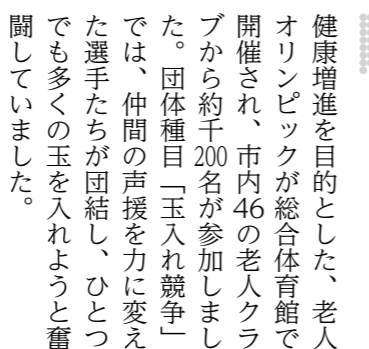 健康増進を目的とした、老人
オリンピックが総合体育館で
開催され、市内46の老人クラ
ブから約千200名が参加しまし
た。団体種目「玉入れ競争」
では、仲間の声援を力に変え
た選手たちが団結し、ひとつ
でも多くの玉を入れようと奮
闘していました。